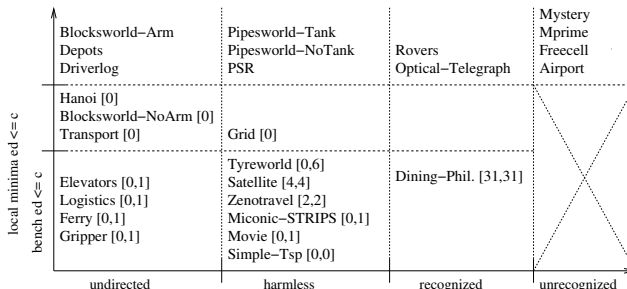 Mystery
Blocksworld−Arm Pipesworld−Tank Mprime
Depots Pipesworld−NoTank Rovers Freecell
Driverlog PSR Optical−Telegraph Airport
Hanoi [0]
Blocksworld−NoArm [0]
Transport [0] Grid [0]
Tyreworld [0,6]
Elevators [0,1] Satellite [4,4] Dining−Phil. [31,31]
Logistics [0,1] Zenotravel [2,2]
Ferry [0,1] Miconic−STRIPS [0,1]
Gripper [0,1] Movie [0,1]
Simple−Tsp [0,0]
local minima ed <= c
bench ed <= c
undirected harmless recognized unrecognized